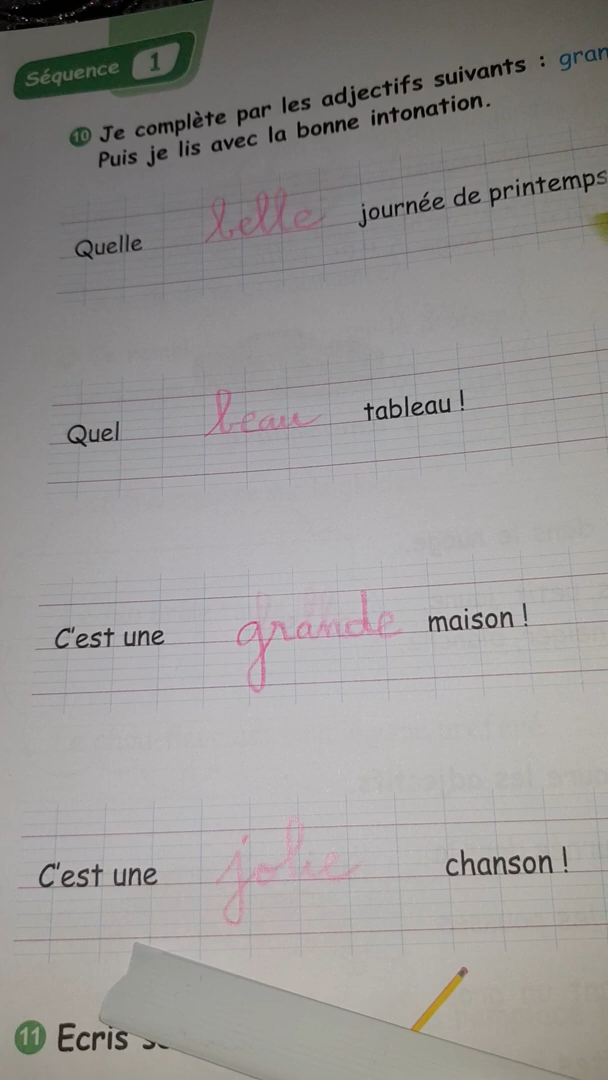 Séquence 1
10 Je complète par les adjectifs suivants :
Puis je lis avec la bonne intonation.
Quelle belle journée de printemps
Quel beau tableau !
C'est une grande maison !
C'est une jolie chanson !
11 Ecris